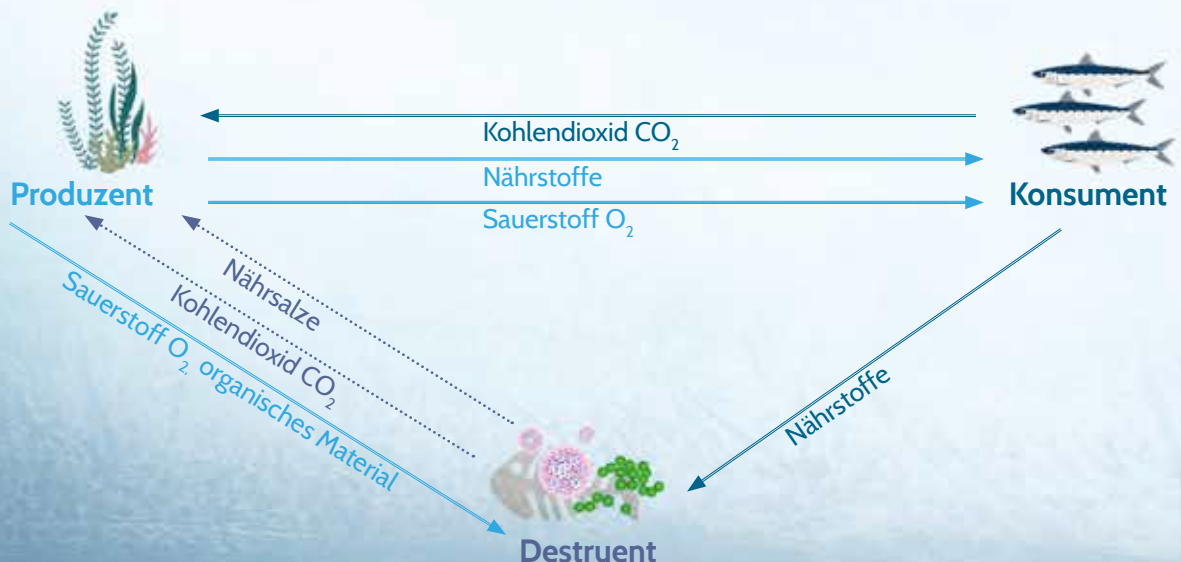 Kohlendioxid CO₂
Nährstoffe
Produzent
Konsument
Sauerstoff O₂
Nährsalze
Kohlendioxid CO₂
Sauerstoff O₂, organisches Material
Nährstoffe
Destruent